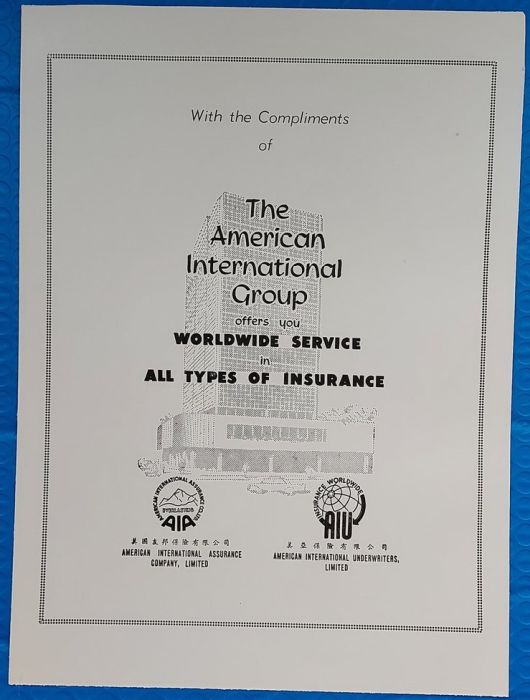 With the Compliments
of
The
American
International
Group
offers you
WORLDWIDE SERVICE
in
ALL TYPES OF INSURANCE
AMERICAN INTERNATIONAL ASSURANCE CO., LTD.
AIA
INSURANCE WORLDWIDE
AIU
美國友邦保險有限公司
AMERICAN INTERNATIONAL ASSURANCE
COMPANY, LIMITED
美亞保險有限公司
AMERICAN INTERNATIONAL UNDERWRITERS,
LIMITED